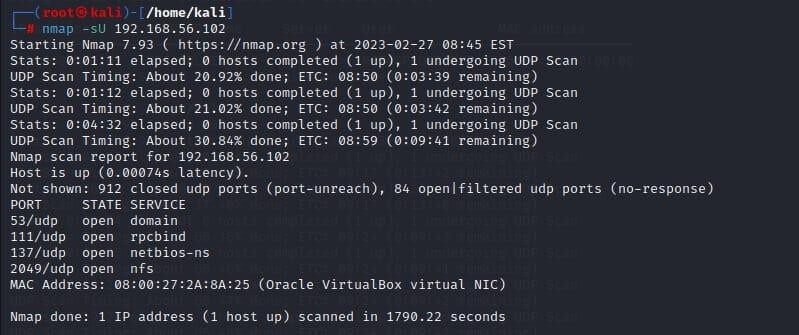 (root㉿kali)-[/home/kali]
# nmap -sU 192.168.56.102
Starting Nmap 7.93 ( https://nmap.org ) at 2023-02-27 08:45 EST
Stats: 0:01:11 elapsed; 0 hosts completed (1 up), 1 undergoing UDP Scan
UDP Scan Timing: About 20.92% done; ETC: 08:50 (0:03:39 remaining)
Stats: 0:01:12 elapsed; 0 hosts completed (1 up), 1 undergoing UDP Scan
UDP Scan Timing: About 21.02% done; ETC: 08:50 (0:03:42 remaining)
Stats: 0:04:32 elapsed; 0 hosts completed (1 up), 1 undergoing UDP Scan
UDP Scan Timing: About 30.84% done; ETC: 08:59 (0:09:41 remaining)
Nmap scan report for 192.168.56.102
Host is up (0.00074s latency).
Not shown: 912 closed udp ports (port-unreach), 84 open|filtered udp ports (no-response)
PORT     STATE SERVICE
53/udp   open  domain
111/udp  open  rpcbind
137/udp  open  netbios-ns
2049/udp open  nfs
MAC Address: 08:00:27:2A:8A:25 (Oracle VirtualBox virtual NIC)
Nmap done: 1 IP address (1 host up) scanned in 1790.22 seconds